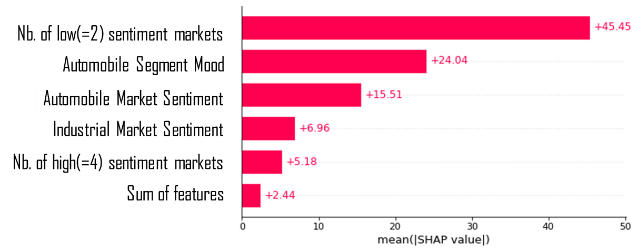 Nb. of low(=2) sentiment markets +45.45
Automobile Segment Mood +24.04
Automobile Market Sentiment +15.51
Industrial Market Sentiment +6.96
Nb. of high(=4) sentiment markets +5.18
Sum of features +2.44
0 10 20 30 40 50
mean(|SHAP value|)